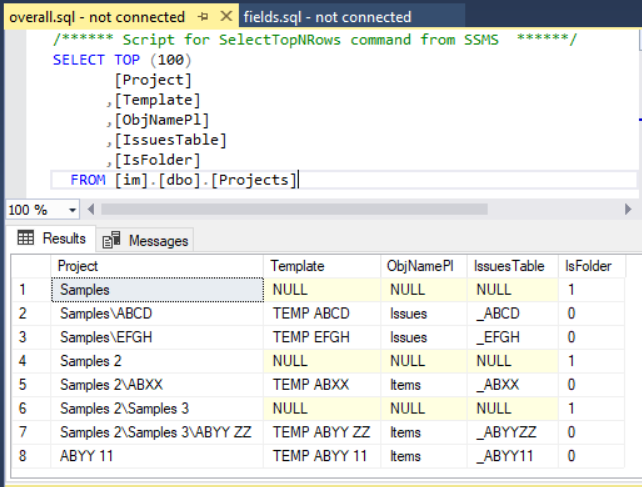 overall.sql - not connected fields.sql - not connected
/****** Script for SelectTopNRows command from SSMS  ******/
SELECT TOP (100)
[Project]
,[Template]
,[ObjNamePl]
,[IssuesTable]
,[IsFolder]
FROM [im].[dbo].[Projects]
100 %
Results Messages
Project Template ObjNamePl IssuesTable IsFolder
1 Samples NULL NULL NULL 1
2 Samples\ABCD TEMP ABCD Issues _ABCD 0
3 Samples\EFGH TEMP EFGH Issues _EFGH 0
4 Samples 2 NULL NULL NULL 1
5 Samples 2\ABXX TEMP ABXX Items _ABXX 0
6 Samples 2\Samples 3 NULL NULL NULL 1
7 Samples 2\Samples 3\ABYY ZZ TEMP ABYY ZZ Items _ABYYZZ 0
8 ABYY 11 TEMP ABYY 11 Items _ABYY11 0